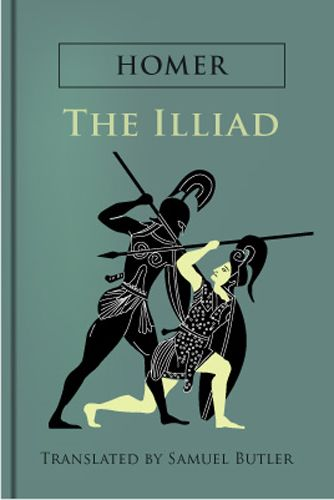 HOMER
THE ILLIAD
TRANSLATED BY SAMUEL BUTLER